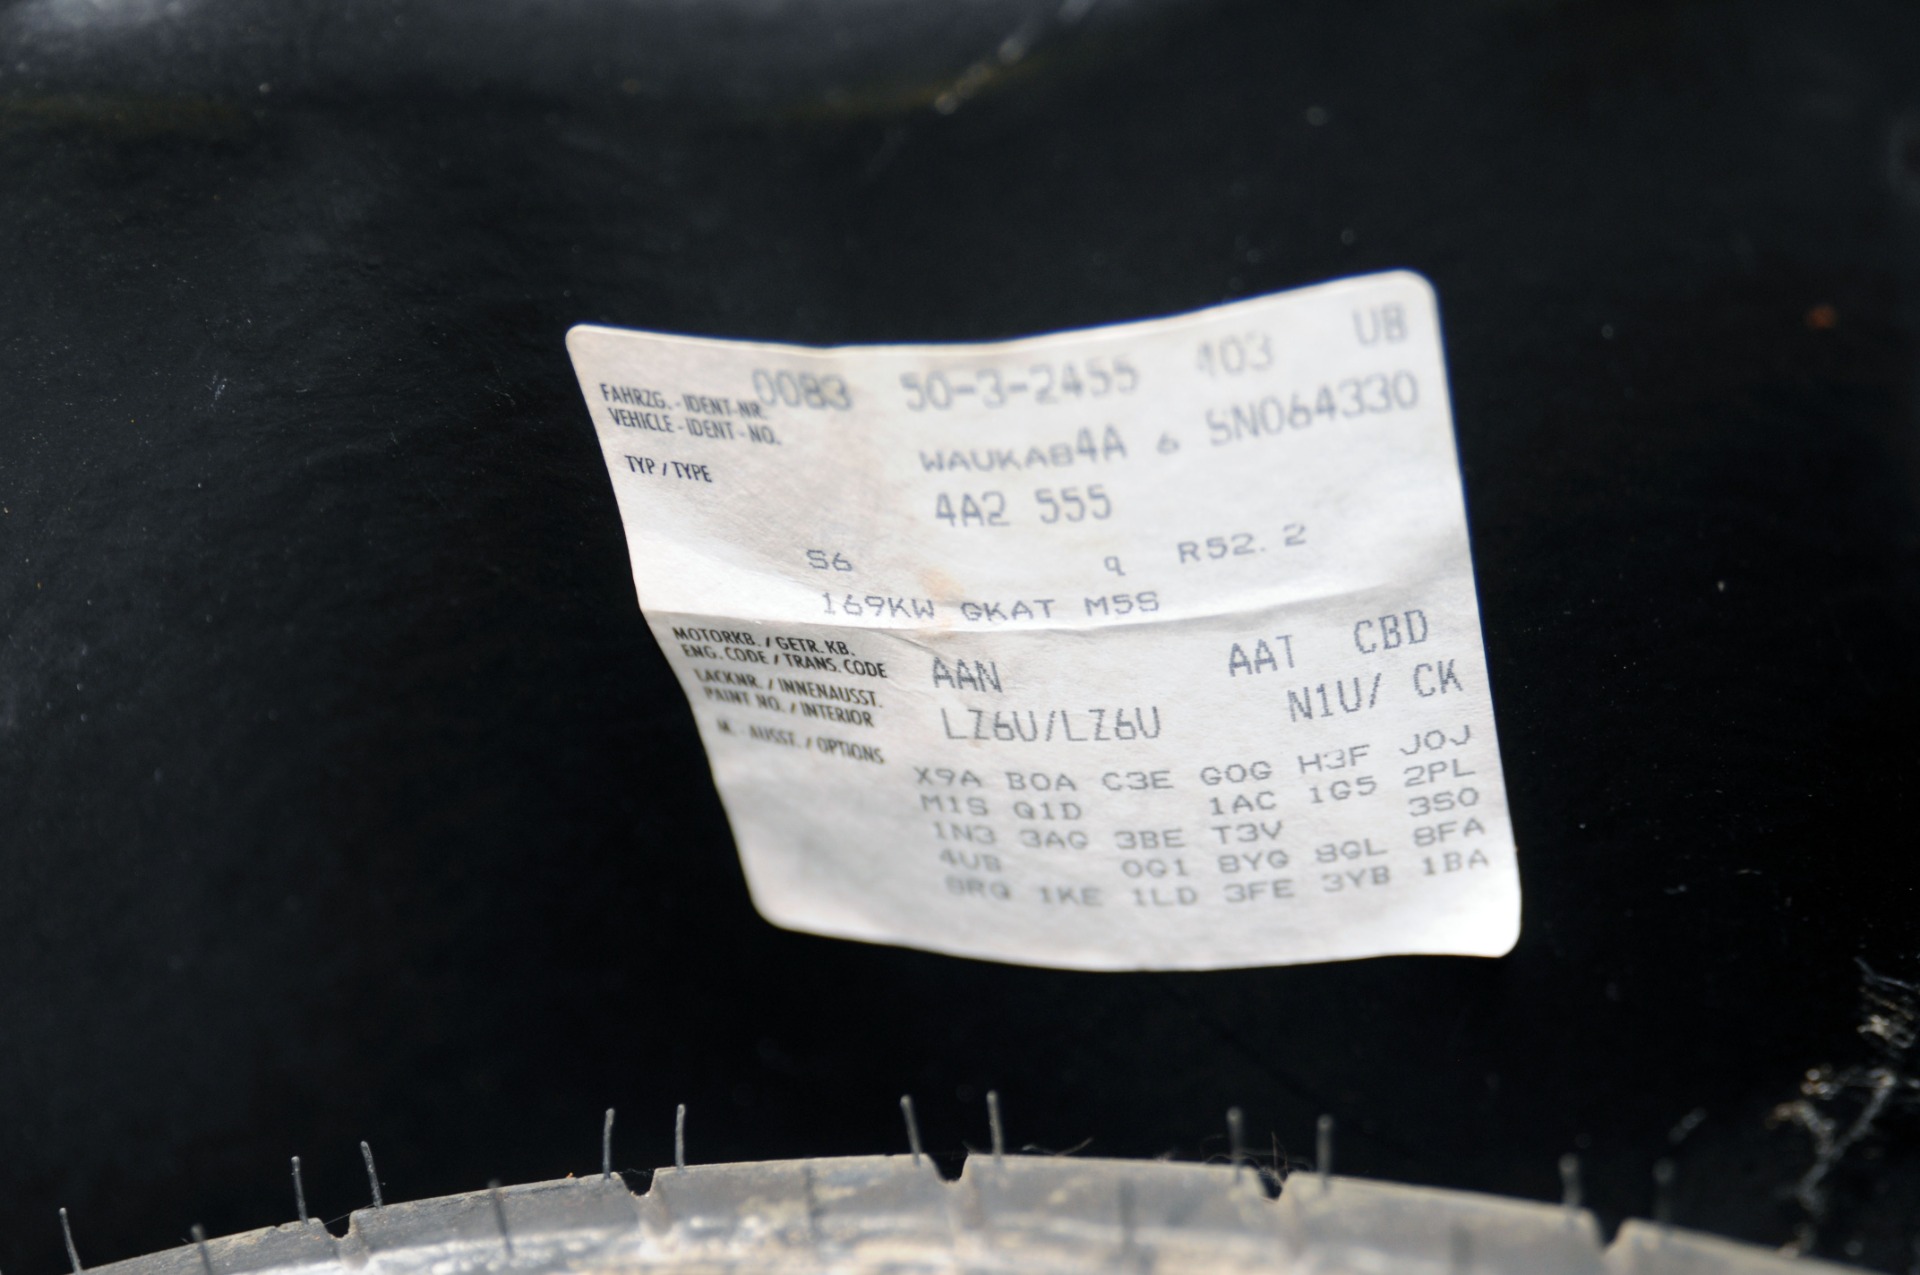 0083 50-3-2455 403 UB
FAHRZG.-IDENT-NR.
VEHICLE-IDENT-NO. WAUKAB4A 6 SN064330
TYP / TYPE 4A2 555
S6 q R52.2
169KW GKAT M5S
MOTORKB. / GETR. KB.
ENG. CODE / TRANS. CODE AAN AAT CBD
LACKNR. / INNENAUSST.
PAINT NO. / INTERIOR LZ6U/LZ6U N1U/ CK
M. AUSST. / OPTIONS
X9A B0A C3E G0G H3F J0J
M1S Q1D 1AC 1G5 2PL
1N3 3AG 3BE T3V 3S0
4UB 0G1 8YG 8GL 8FA
8RG 1KE 1LD 3FE 3YB 1BA